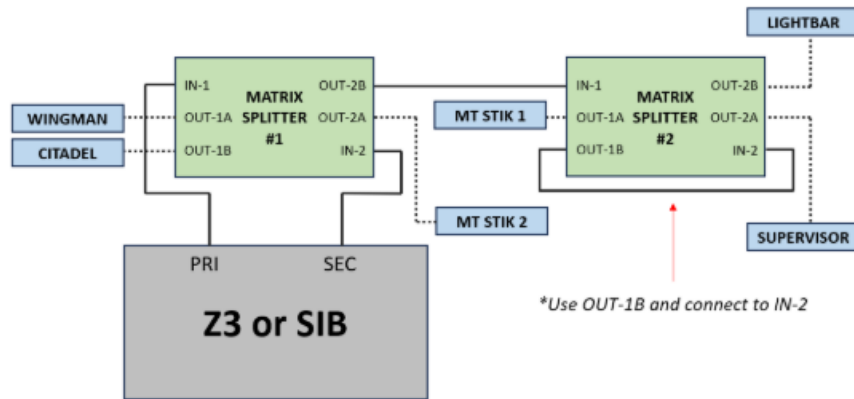 LIGHTBAR
IN-1
MATRIX
SPLITTER
#1
OUT-2B
OUT-1A
OUT-2A
OUT-1B
IN-2
WINGMAN
CITADEL
IN-1
MATRIX
SPLITTER
#2
OUT-2B
OUT-1A
OUT-2A
OUT-1B
IN-2
MT STIK 1
MT STIK 2
SUPERVISOR
PRI
SEC
Z3 or SIB
*Use OUT-1B and connect to IN-2